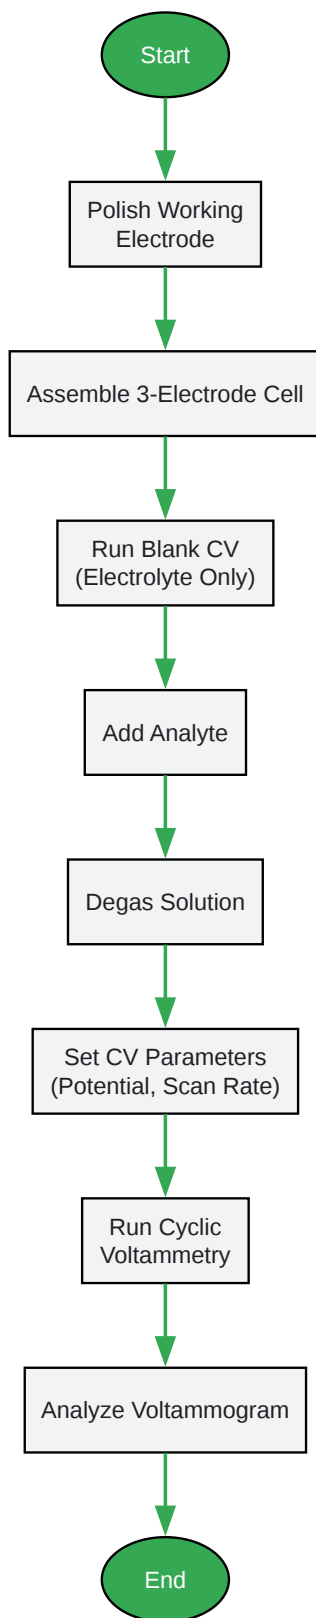 Start
Polish Working
Electrode
Assemble 3-Electrode Cell
Run Blank CV
(Electrolyte Only)
Add Analyte
Degas Solution
Set CV Parameters
(Potential, Scan Rate)
Run Cyclic
Voltammetry
Analyze Voltammogram
End